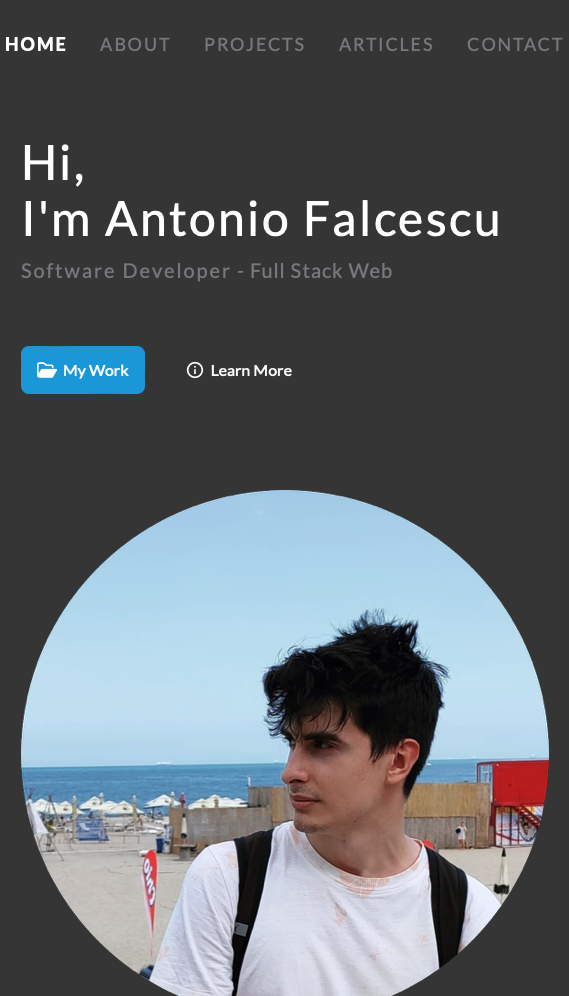 HOME ABOUT PROJECTS ARTICLES CONTACT
Hi,
I'm Antonio Falcescu
Software Developer - Full Stack Web
My Work Learn More